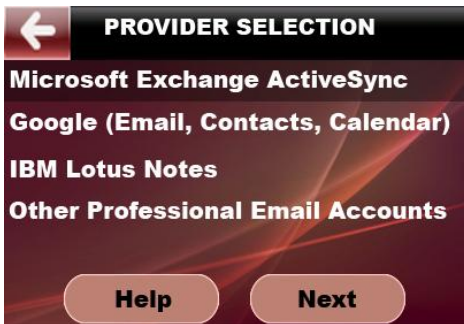 PROVIDER SELECTION
Microsoft Exchange ActiveSync
Google (Email, Contacts, Calendar)
IBM Lotus Notes
Other Professional Email Accounts
Help Next